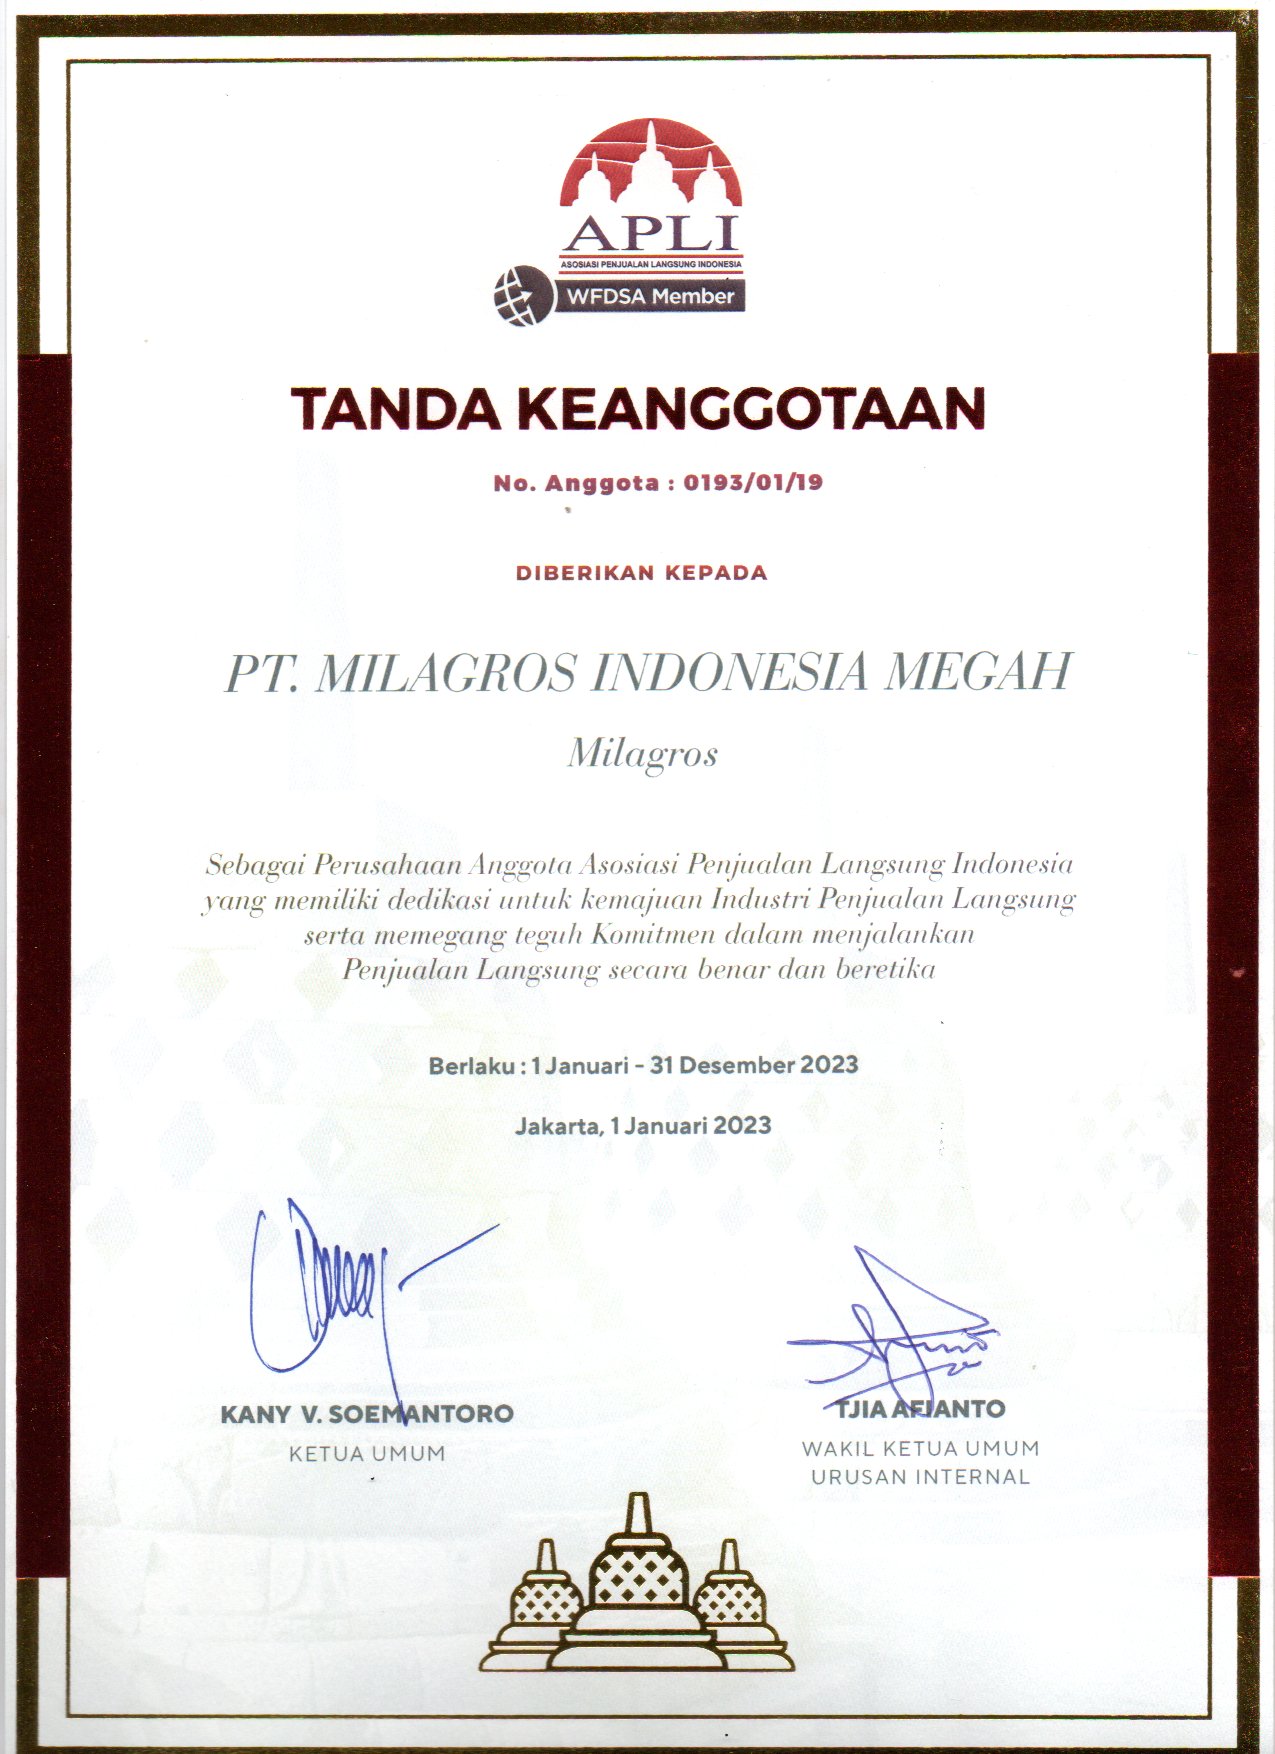 APLI
ASOSIASI PENJUALAN LANGSUNG INDONESIA
WFDSA Member
TANDA KEANGGOTAAN
No. Anggota : 0193/01/19
DIBERIKAN KEPADA
PT. MILAGROS INDONESIA MEGAH
Milagros
Sebagai Perusahaan Anggota Asosiasi Penjualan Langsung Indonesia
yang memiliki dedikasi untuk kemajuan Industri Penjualan Langsung
serta memegang teguh Komitmen dalam menjalankan
Penjualan Langsung secara benar dan beretika
Berlaku : 1 Januari - 31 Desember 2023
Jakarta, 1 Januari 2023
KANY V. SOEMANTORO
KETUA UMUM
TJIA AFIANTO
WAKIL KETUA UMUM
URUSAN INTERNAL